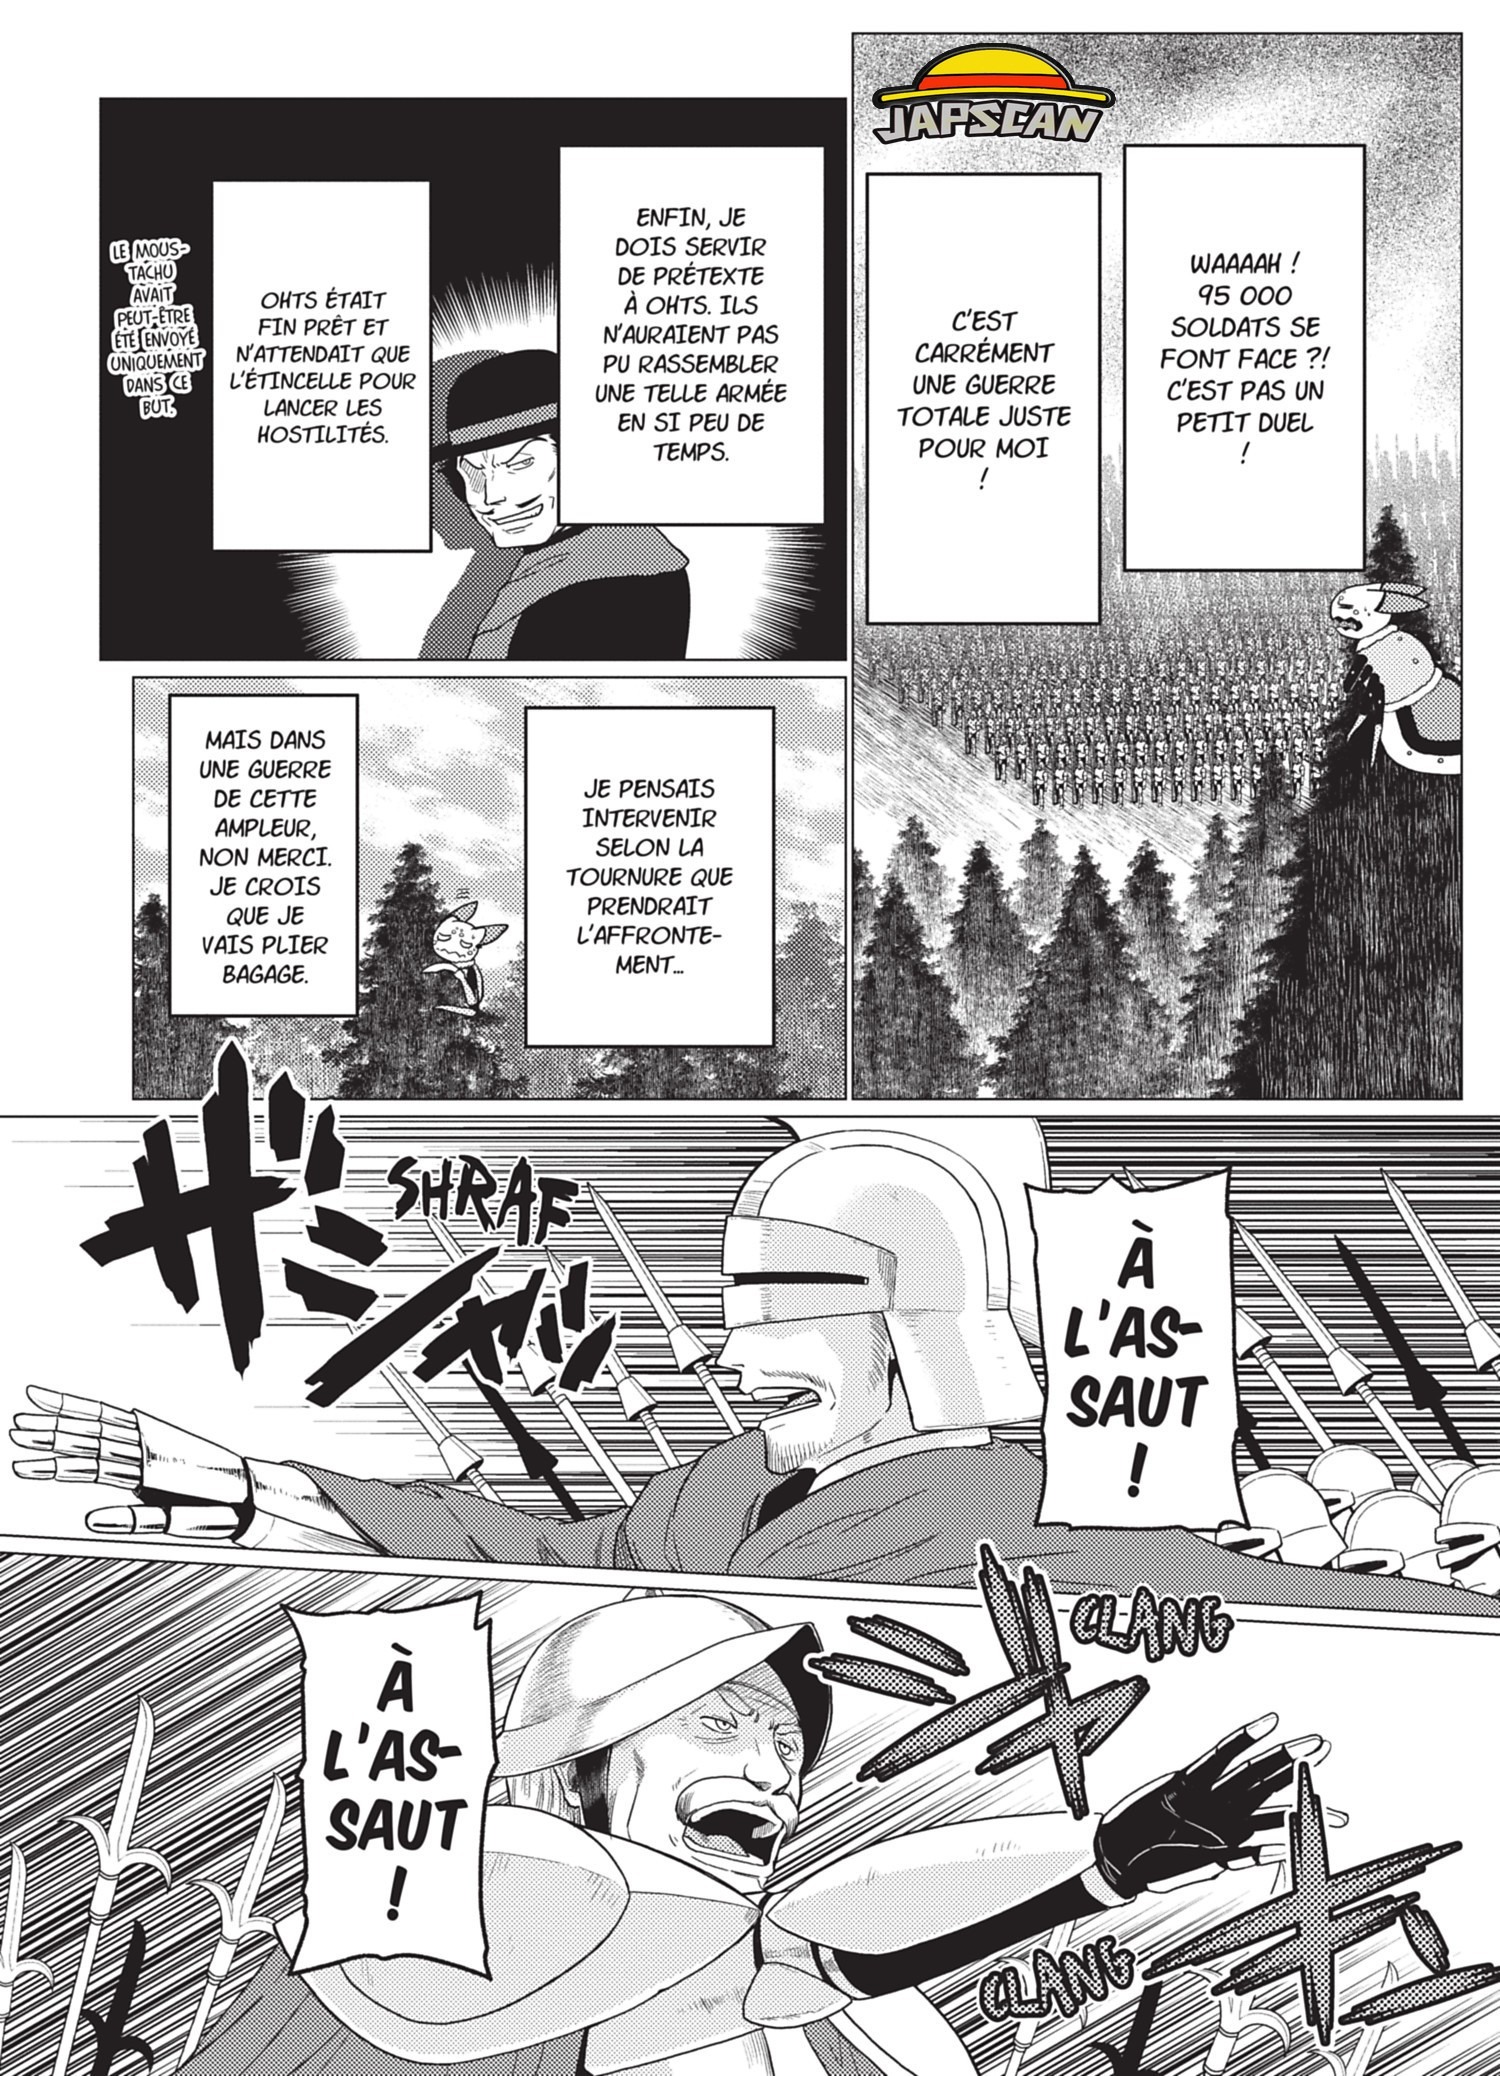 JAPSCAN
WAAAAH !
95 000
SOLDATS SE
FONT FACE ?!
C'EST PAS UN
PETIT DUEL
!
C'EST
CARRÉMENT
UNE GUERRE
TOTALE JUSTE
POUR MOI
!
ENFIN, JE
DOIS SERVIR
DE PRÉTEXTE
À OHTS. ILS
N'AURAIENT PAS
PU RASSEMBLER
UNE TELLE ARMÉE
EN SI PEU DE
TEMPS.
OHTS ÉTAIT
FIN PRÊT ET
N'ATTENDAIT QUE
L'ÉTINCELLE POUR
LANCER LES
HOSTILITÉS.
LE MOUS-
TACHU
AVAIT
PEUT-ÊTRE
ÉTÉ ENVOYÉ
UNIQUEMENT
DANS CE
BUT.
JE PENSAIS
INTERVENIR
SELON LA
TOURNURE QUE
PRENDRAIT
L'AFFRONTE-
MENT...
MAIS DANS
UNE GUERRE
DE CETTE
AMPLEUR,
NON MERCI.
JE CROIS
QUE JE
VAIS PLIER
BAGAGE.
ザンッ
SHRAF
À
L'AS-
SAUT
!
À
L'AS-
SAUT
!
CLANG
CLANG